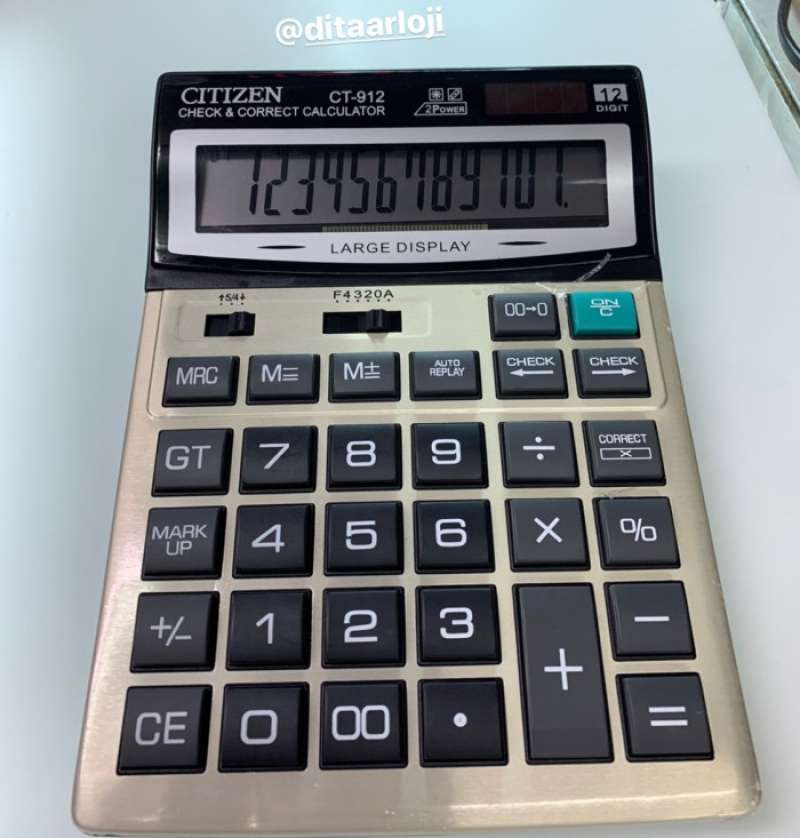 @ditaarloji
CITIZEN CT-912 12
CHECK & CORRECT CALCULATOR 2POWER DIGIT
123456789101.
LARGE DISPLAY
↑5/4↓ F4320A
00→0 ON/C
MRC M= M± AUTO REPLAY CHECK ← CHECK →
GT 7 8 9 ÷ CORRECT X
MARK UP 4 5 6 X %
+/− 1 2 3 −
CE 0 00 • + =